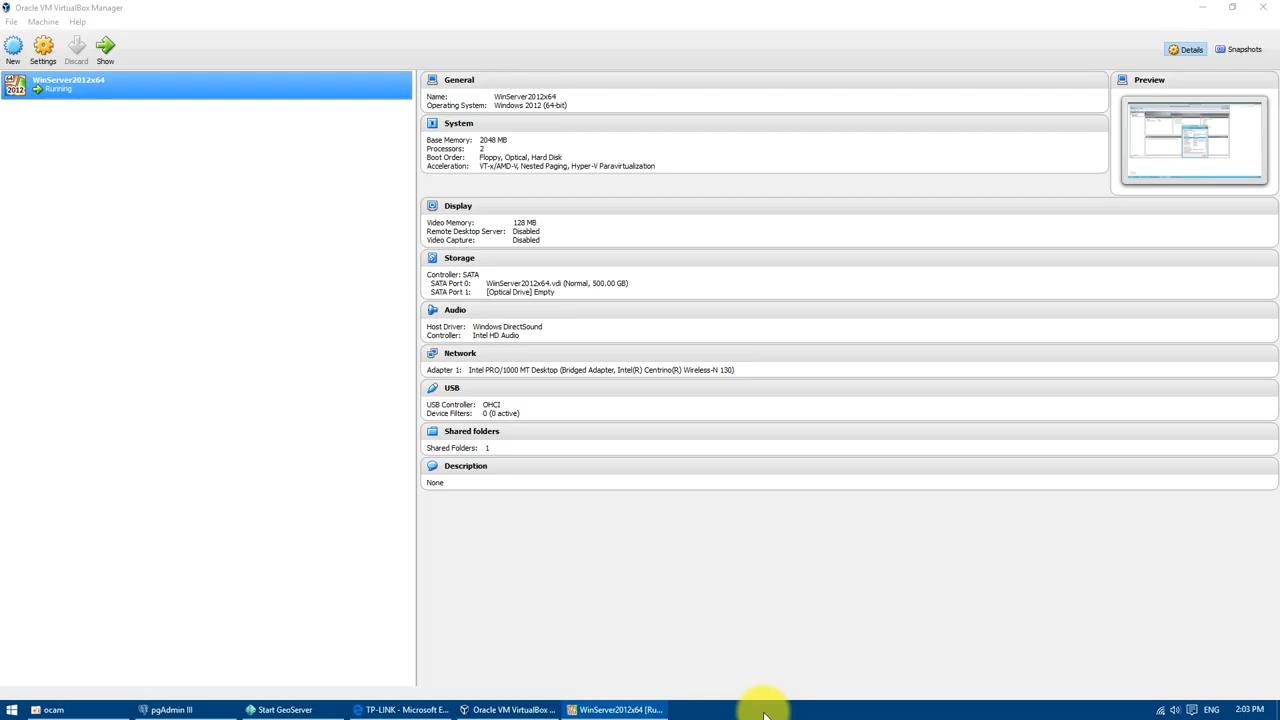 Oracle VM VirtualBox Manager
File Machine Help
New Settings Discard Show
Details Snapshots
64
2012
WinServer2012x64
Running
General
Name: WinServer2012x64
Operating System: Windows 2012 (64-bit)
System
Base Memory: 2048 MB
Processors: 2
Boot Order: Floppy, Optical, Hard Disk
Acceleration: VT-x/AMD-V, Nested Paging, Hyper-V Paravirtualization
Preview
Display
Video Memory: 128 MB
Remote Desktop Server: Disabled
Video Capture: Disabled
Storage
Controller: SATA
SATA Port 0: WiinServer2012x64.vdi (Normal, 500.00 GB)
SATA Port 1: [Optical Drive] Empty
Audio
Host Driver: Windows DirectSound
Controller: Intel HD Audio
Network
Adapter 1: Intel PRO/1000 MT Desktop (Bridged Adapter, Intel(R) Centrino(R) Wireless-N 130)
USB
USB Controller: OHCI
Device Filters: 0 (0 active)
Shared folders
Shared Folders: 1
Description
None
ocam pgAdmin III Start GeoServer TP-LINK - Microsoft E... Oracle VM VirtualBox ... WinServer2012x64 [Ru... ENG 2:03 PM